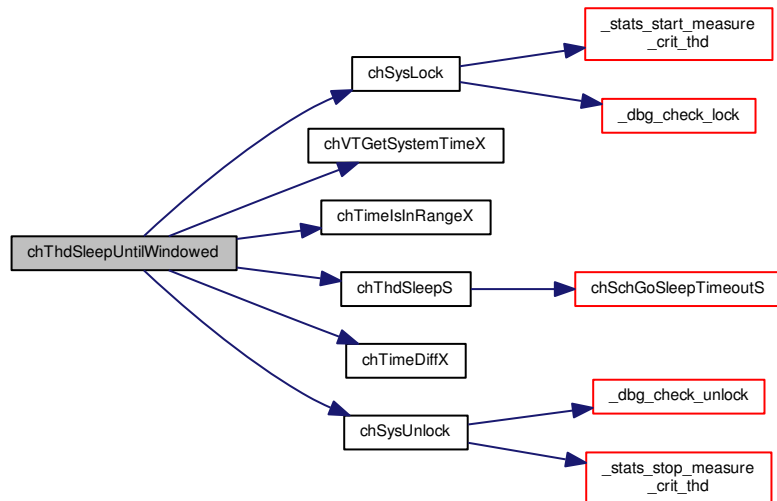 _stats_start_measure
_crit_thd
chSysLock
_dbg_check_lock
chVTGetSystemTimeX
chTimeIsInRangeX
chThdSleepUntilWindowed
chThdSleepS
chSchGoSleepTimeoutS
chTimeDiffX
_dbg_check_unlock
chSysUnlock
_stats_stop_measure
_crit_thd